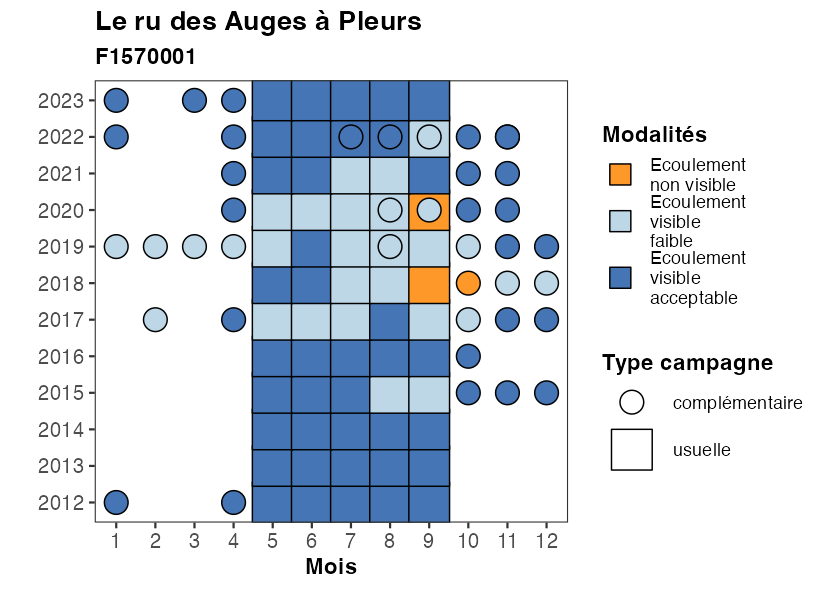 Le ru des Auges à Pleurs
F1570001
2023
2022
2021
2020
2019
2018
2017
2016
2015
2014
2013
2012
1 2 3 4 5 6 7 8 9 10 11 12
Mois
Modalités
Ecoulement
non visible
Ecoulement
visible
faible
Ecoulement
visible
acceptable
Type campagne
complémentaire
usuelle